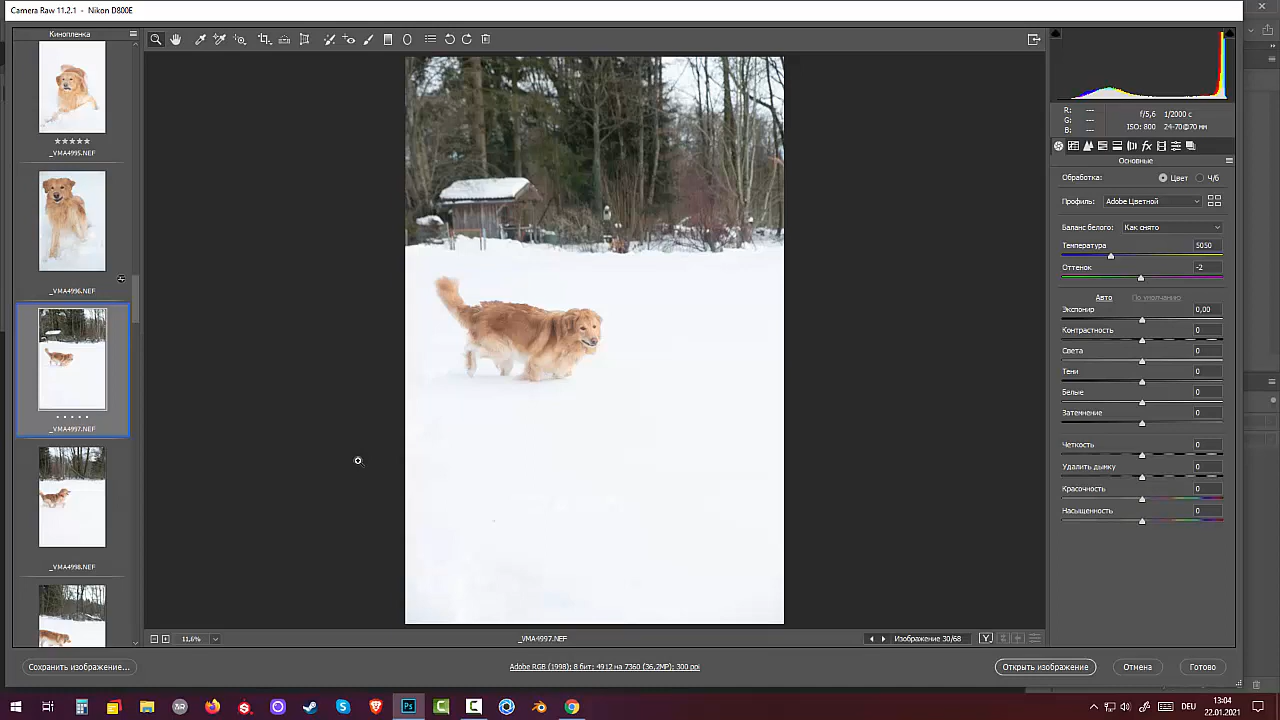 Camera Raw 11.2.1 - Nikon D800E
Кинопленка
_VMA4995.NEF
_VMA4996.NEF
_VMA4997.NEF
_VMA4998.NEF
11,6%
_VMA4997.NEF
Изображение 30/68
Y
Сохранить изображение...
Adobe RGB (1998); 8 бит; 4912 на 7360 (36,2MP); 300 ppi
Открыть изображение
Отмена
Готово
R: ---
G: ---
B: ---
f/5,6 1/2000 с
ISO: 800 24-70@70 мм
fx
Основные
Обработка: Цвет Ч/б
Профиль: Adobe Цветной
Баланс белого: Как снято
Температура 5050
Оттенок -2
Авто По умолчанию
Экспонир 0,00
Контрастность 0
Света 0
Тени 0
Белые 0
Затемнение 0
Четкость 0
Удалить дымку 0
Красочность 0
Насыщенность 0
Ps
DEU
13:04
22.01.2021